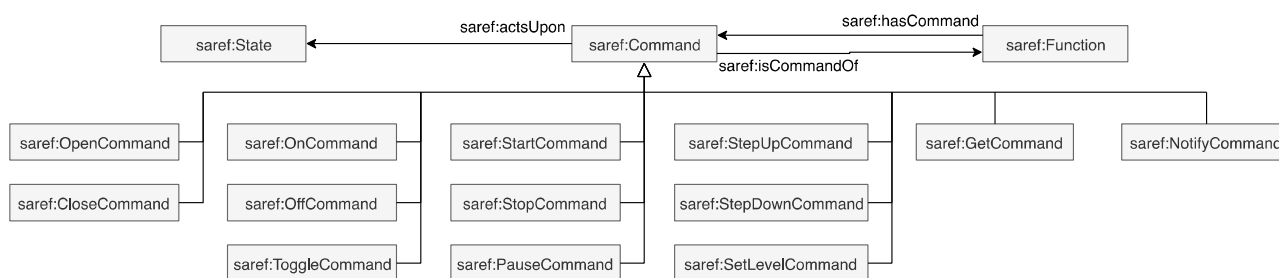 saref:actsUpon
saref:hasCommand
saref:State
saref:Command
saref:Function
saref:isCommandOf
saref:OpenCommand
saref:OnCommand
saref:StartCommand
saref:StepUpCommand
saref:GetCommand
saref:NotifyCommand
saref:CloseCommand
saref:OffCommand
saref:StopCommand
saref:StepDownCommand
saref:ToggleCommand
saref:PauseCommand
saref:SetLevelCommand